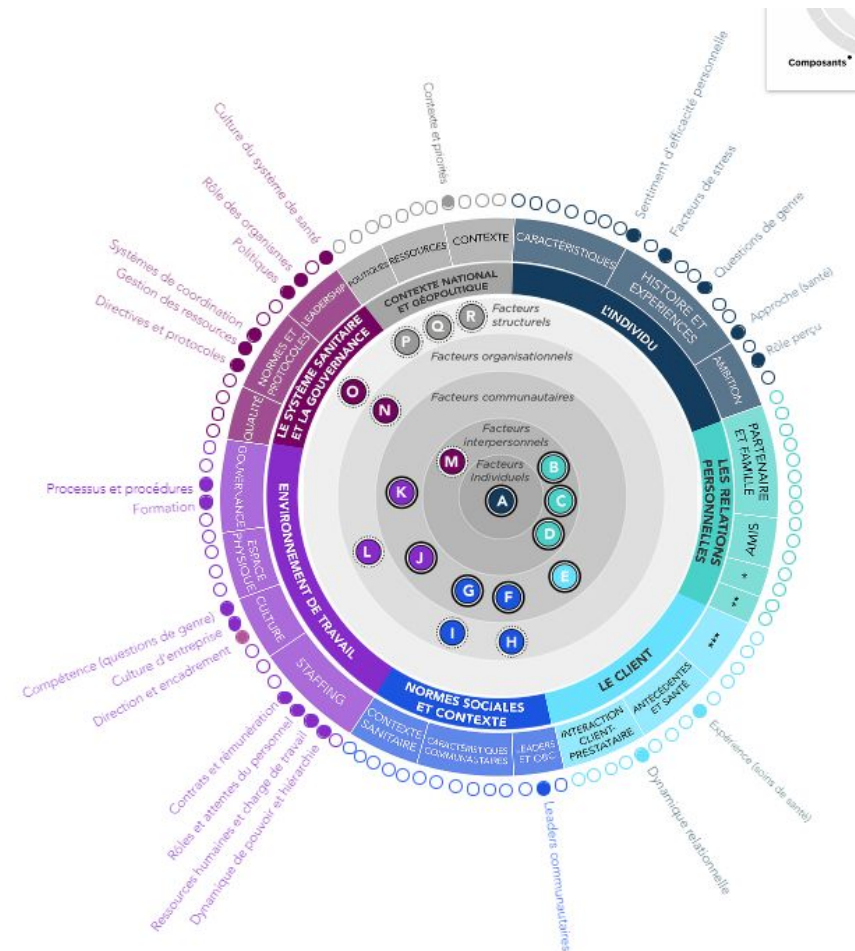 Composants
Contexte et priorités
Sentiment d'efficacité personnelle
Facteurs de stress
Questions de genre
Approche (santé)
Rôle perçu
Expérience (soins de santé)
Dynamique relationnelle
Leaders communautaires
Dynamique de pouvoir et hiérarchie
Ressources humaines et charge de travail
Rôles et attentes du personnel
Contrats et rémunération
Direction et encadrement
Culture d'entreprise
Compétence (questions de genre)
Formation
Processus et procédures
Directives et protocoles
Gestion des ressources
Systèmes de coordination
Politiques
Rôle des organismes
Culture du système de santé
POLITIQUES
RESSOURCES
CONTEXTE
CARACTÉRISTIQUES
HISTOIRE ET
EXPERIENCES
AMBITION
PARTENAIRE
ET FAMILLE
AMIS
*
**
***
ANTECÉDENTES
ET SANTÉ
INTERACTION
CLIENT-
PRESTATAIRE
LEADERS
ET OBC
CARACTÉRISTIQUES
COMMUNAUTAIRES
CONTEXTE
SANITAIRE
STAFFING
CULTURE
ESPACE
PHYSIQUE
GOUVERNANCE
QUALITÉ
NORMES ET
PROTOCOLES
LEADERSHIP
CONTEXTE NATIONAL
ET GÉOPOLITIQUE
L'INDIVIDU
LES RELATIONS
PERSONNELLES
LE CLIENT
NORMES SOCIALES
ET CONTEXTE
ENVIRONNEMENT DE TRAVAIL
LE SYSTÈME SANITAIRE
ET LA GOUVERNANCE
Facteurs
structurels
Facteurs organisationnels
Facteurs communautaires
Facteurs
interpersonnels
Facteurs
Individuels
P
Q
R
O
N
M
B
K
A
C
D
L
J
E
G
F
I
H